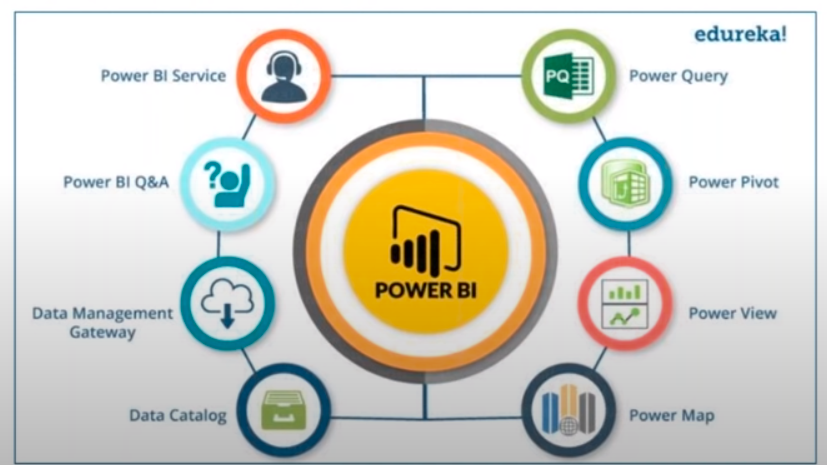 edureka!
Power BI Service
PQ
Power Query
Power BI Q&A
?
Power Pivot
POWER BI
Data Management
Gateway
Power View
Data Catalog
Power Map